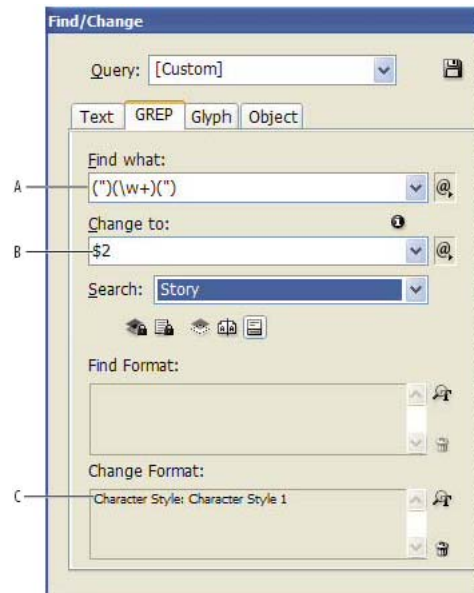 Find/Change
Query: [Custom]
Text GREP Glyph Object
Find what:
A (")(\w+)(")
Change to:
B $2
Search: Story
Find Format:
Change Format:
C Character Style: Character Style 1